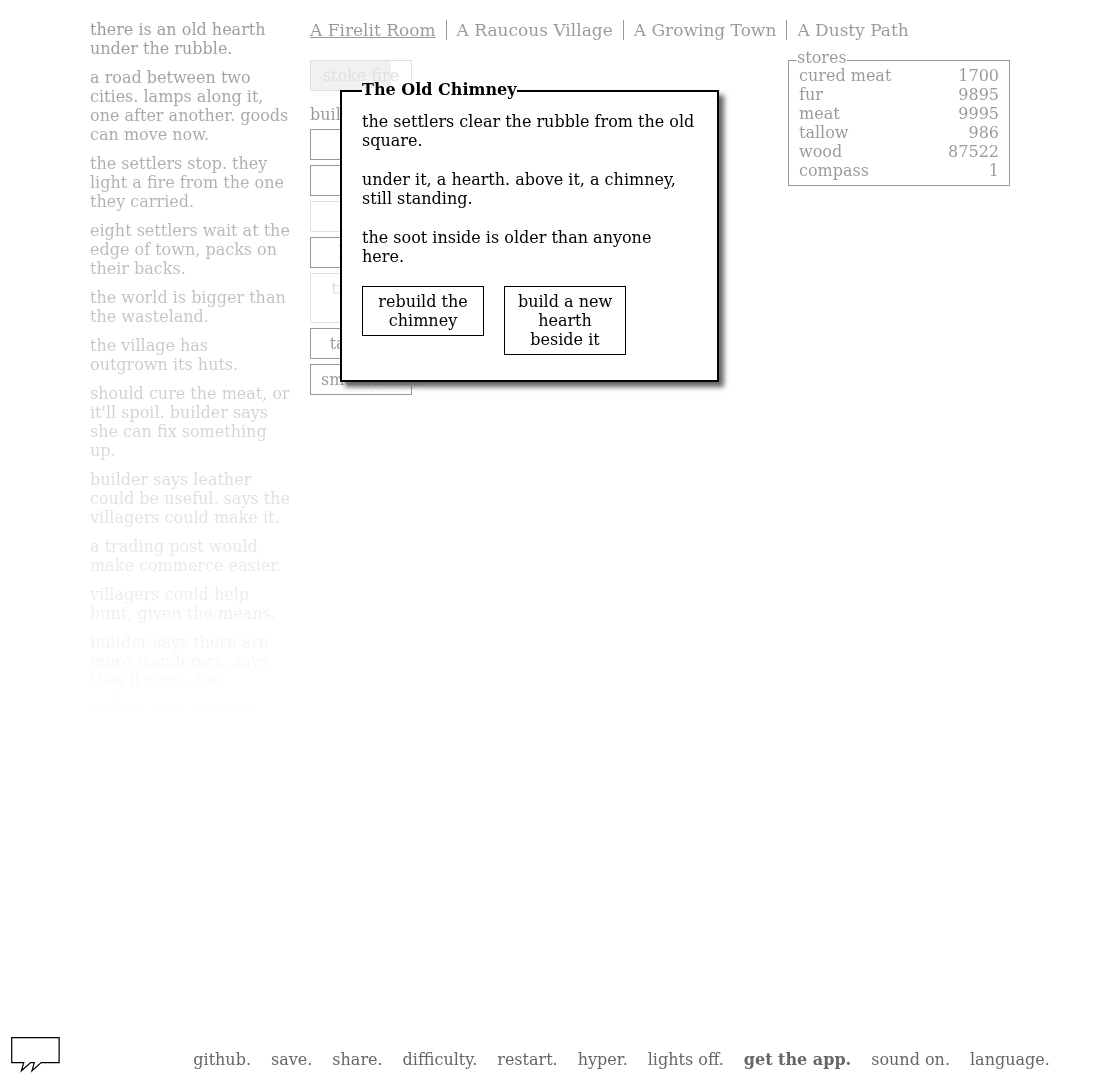 there is an old hearth
under the rubble.
a road between two
cities. lamps along it,
one after another. goods
can move now.
the settlers stop. they
light a fire from the one
they carried.
eight settlers wait at the
edge of town, packs on
their backs.
the world is bigger than
the wasteland.
the village has
outgrown its huts.
should cure the meat, or
it'll spoil. builder says
she can fix something
up.
builder says leather
could be useful. says the
villagers could make it.
a trading post would
make commerce easier.
villagers could help
hunt, given the means.
builder says there are
more wanderers. says
they'll work, too.
A Firelit Room | A Raucous Village | A Growing Town | A Dusty Path
stoke fire
buil
t
ta
sm
The Old Chimney
the settlers clear the rubble from the old
square.
under it, a hearth. above it, a chimney,
still standing.
the soot inside is older than anyone
here.
rebuild the
chimney
build a new
hearth
beside it
stores
cured meat 1700
fur 9895
meat 9995
tallow 986
wood 87522
compass 1
github. save. share. difficulty. restart. hyper. lights off. get the app. sound on. language.